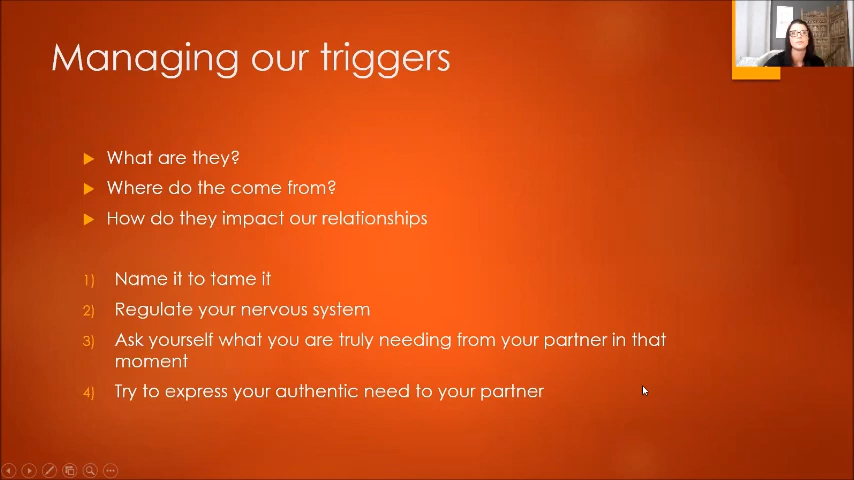 Managing our triggers
What are they?
Where do the come from?
How do they impact our relationships
1) Name it to tame it
2) Regulate your nervous system
3) Ask yourself what you are truly needing from your partner in that
moment
4) Try to express your authentic need to your partner